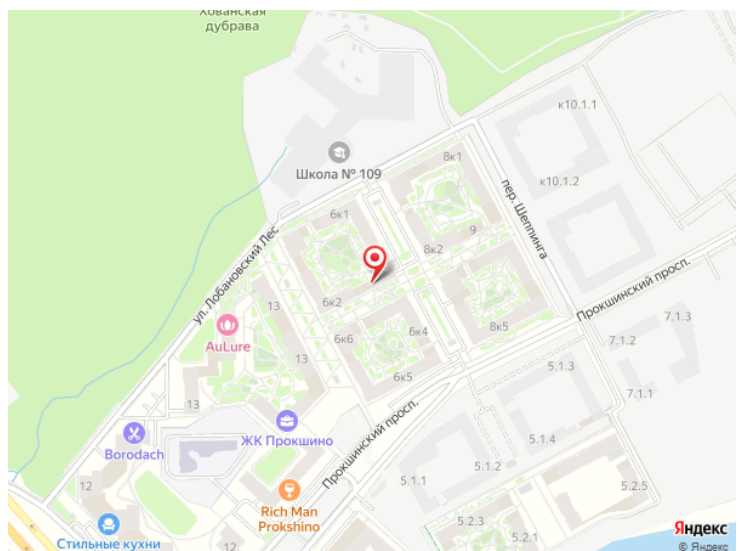 Хованская
дубрава
к10.1.1
Школа № 109
8к1
к10.1.2
пер. Шеппинга
6к1
9
8к2
ул. Лобановский Лес
Прокшинский просп.
6к2
13
6к6
6к4
8к5
7.1.3
7.1.2
AuLure
13
5.1.3
6к5
7.1.1
13
Прокшинский просп.
ЖК Прокшино
5.1.4
Borodach
5.1.2
12
5.1.1
5.2.5
Rich Man
Prokshino
5.2.3
Яндекс
5.2.1
Стильные кухни
12
© Яндекс